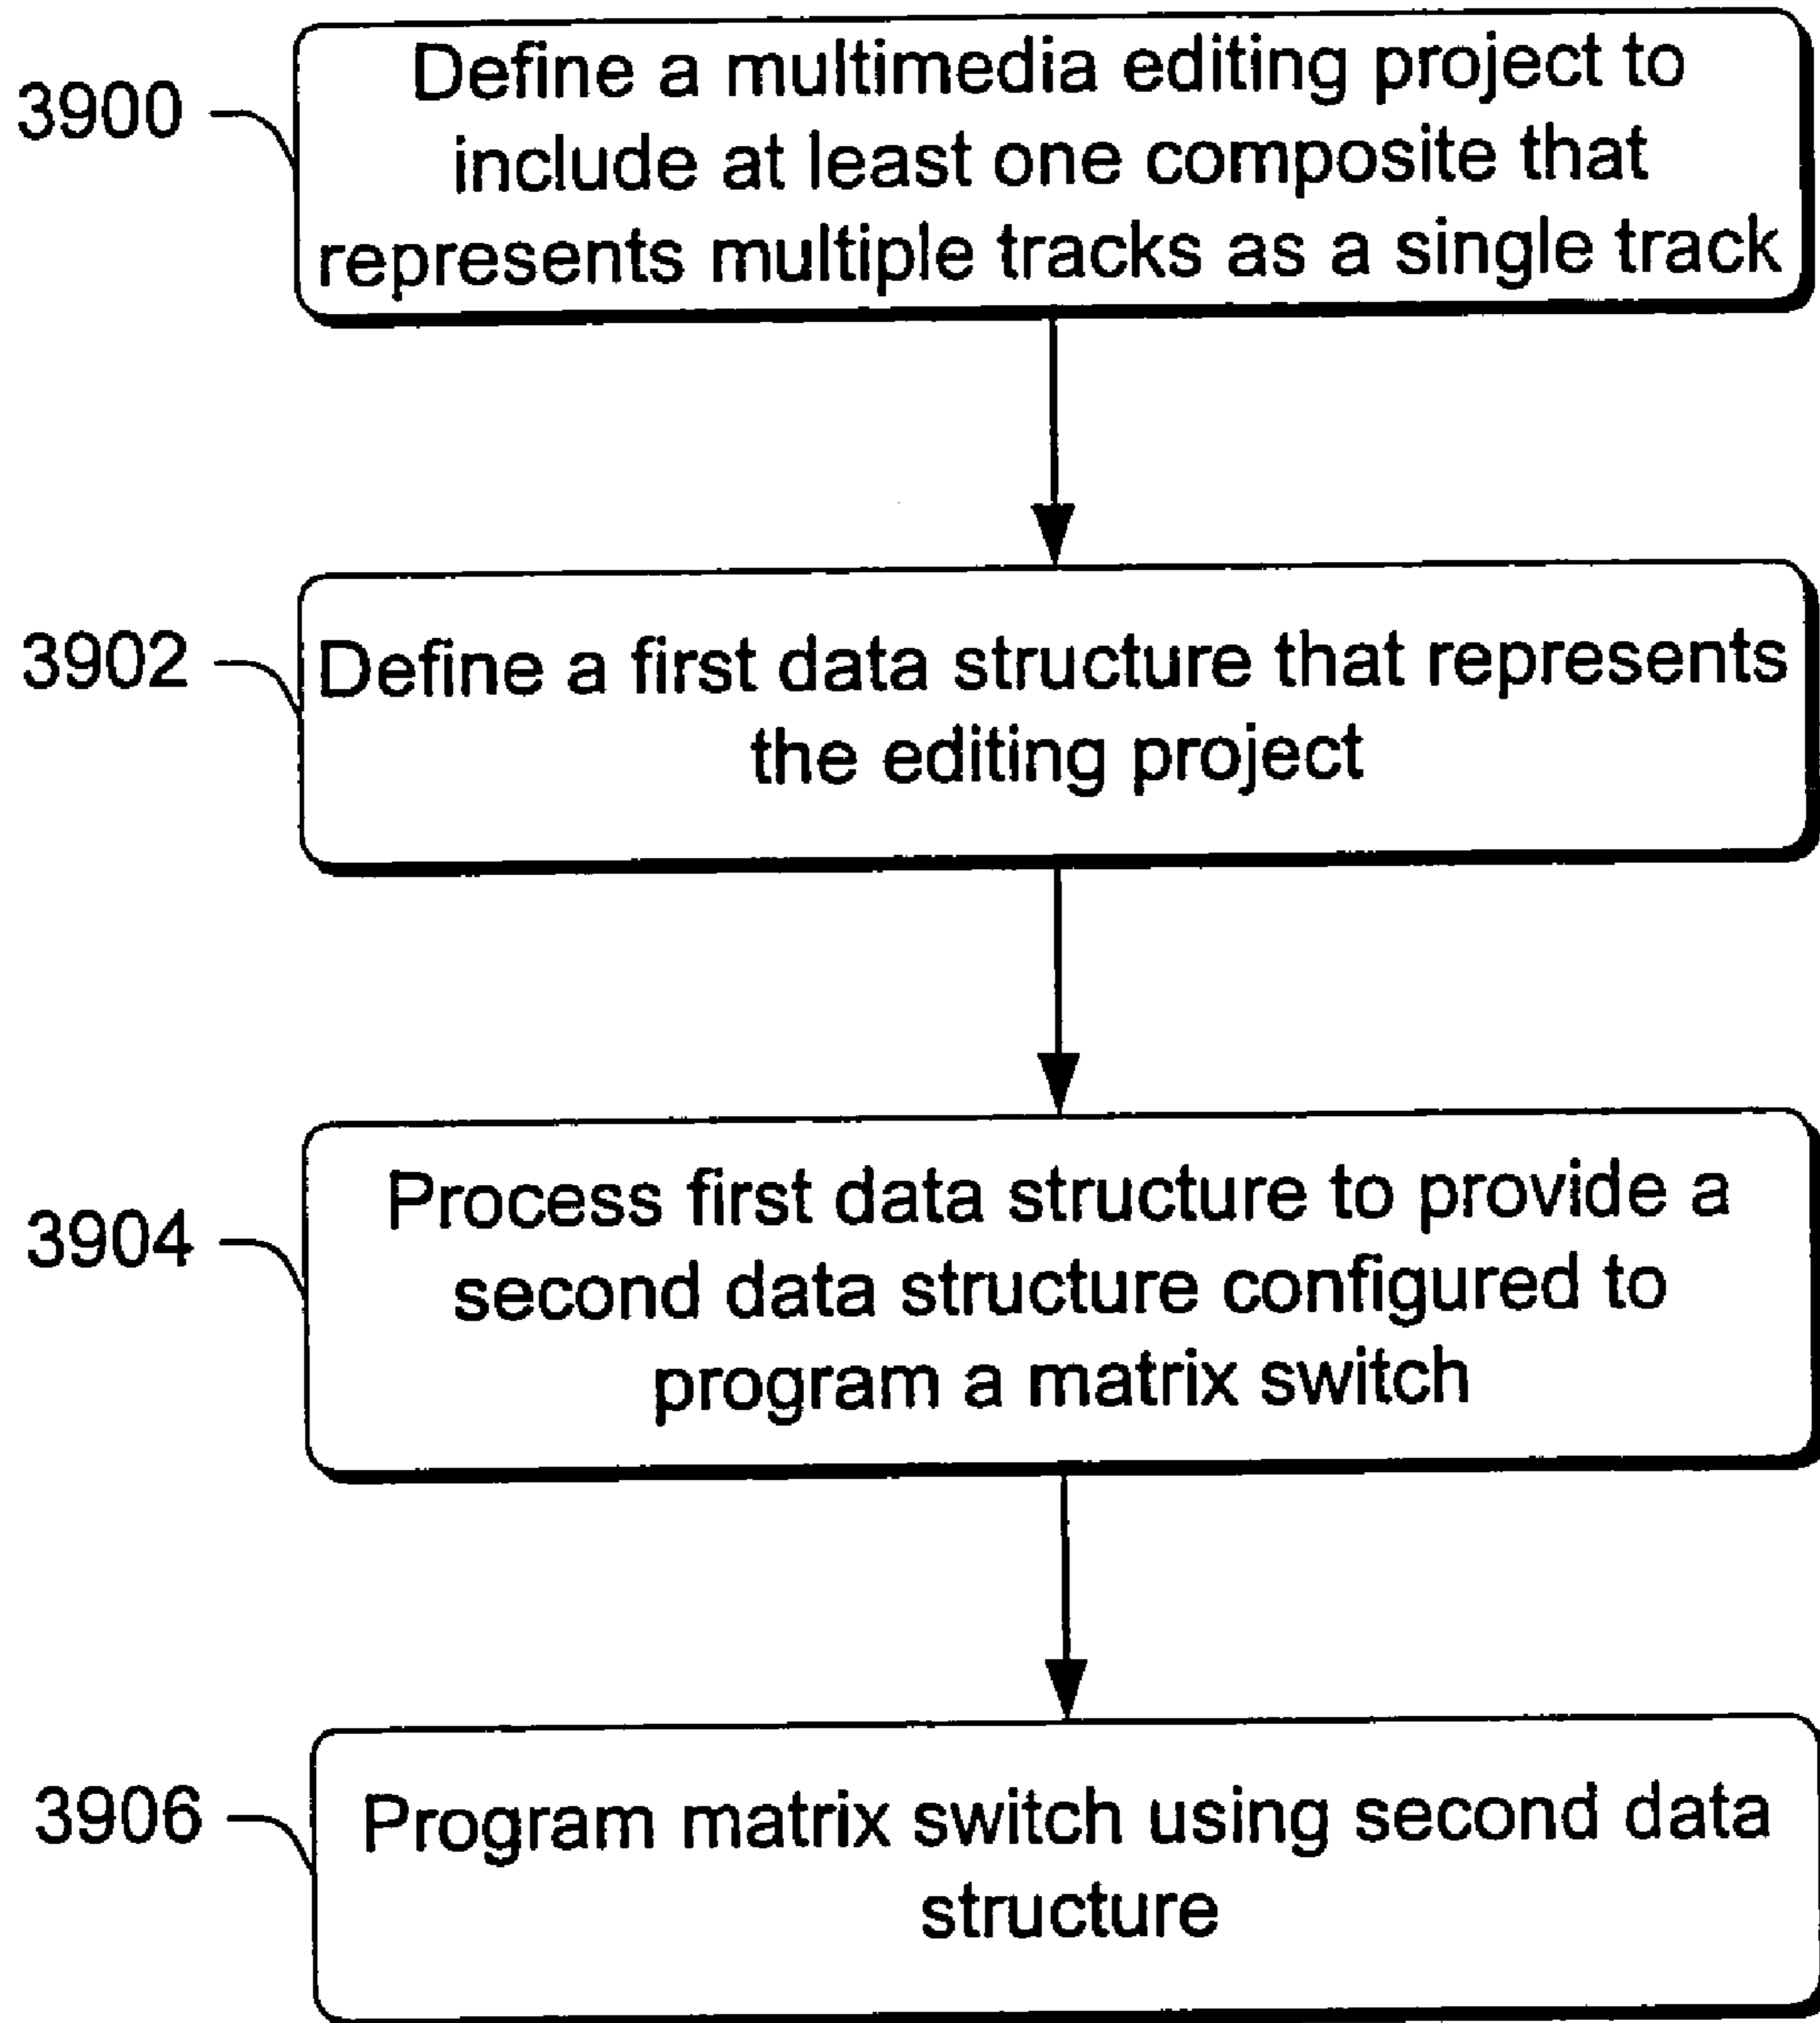 3900
Define a multimedia editing project to
include at least one composite that
represents multiple tracks as a single track
3902
Define a first data structure that represents
the editing project
3904
Process first data structure to provide a
second data structure configured to
program a matrix switch
3906
Program matrix switch using second data
structure